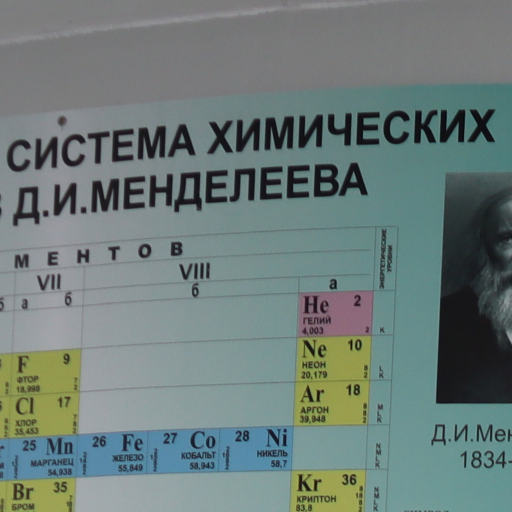 СИСТЕМА ХИМИЧЕСКИХ
Д.И.МЕНДЕЛЕЕВА
МЕНТОВ
ЭНЕРГЕТИЧЕСКИЕ УРОВНИ
VII VIII
б а б б а
He 2
ГЕЛИЙ
4,003 2 K
F 9 Ne 10
ФТОР НЕОН
18,998 20,179
Cl 17 Ar 18
ХЛОР АРГОН
35,453 39,948
25 Mn 26 Fe 27 Co 28 Ni
МАРГАНЕЦ ЖЕЛЕЗО КОБАЛЬТ НИКЕЛЬ
54,938 55,849 58,943 58,7
Br 35 Kr 36
БРОМ КРИПТОН
83,8
Д.И.Мен
1834-